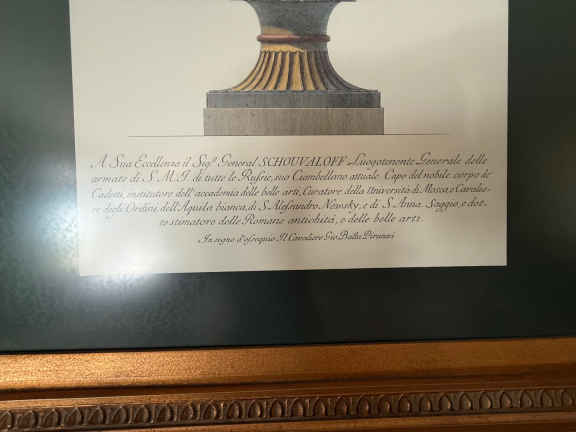 A Sua Eccellenza il Sig.r General SCHOUVALOFF Luogotenente Generale delle
armate di S. M. I. di tutte le Rusie, suo Ciambellano attuale Capo del nobile corpo de
Cadetti, institutore dell'accademia delle belle arti, Curatore della Università di Mosca, e Cavalie-
re degli Ordini, dell'Aquila bianca, di S. Alesandro Newsky, e di S. Anna. Saggio, e dot-
to stimatore delle Romane antichità, e delle belle arti.
In segno d'osequio Il Cavaliere Gio Batta Piranesi